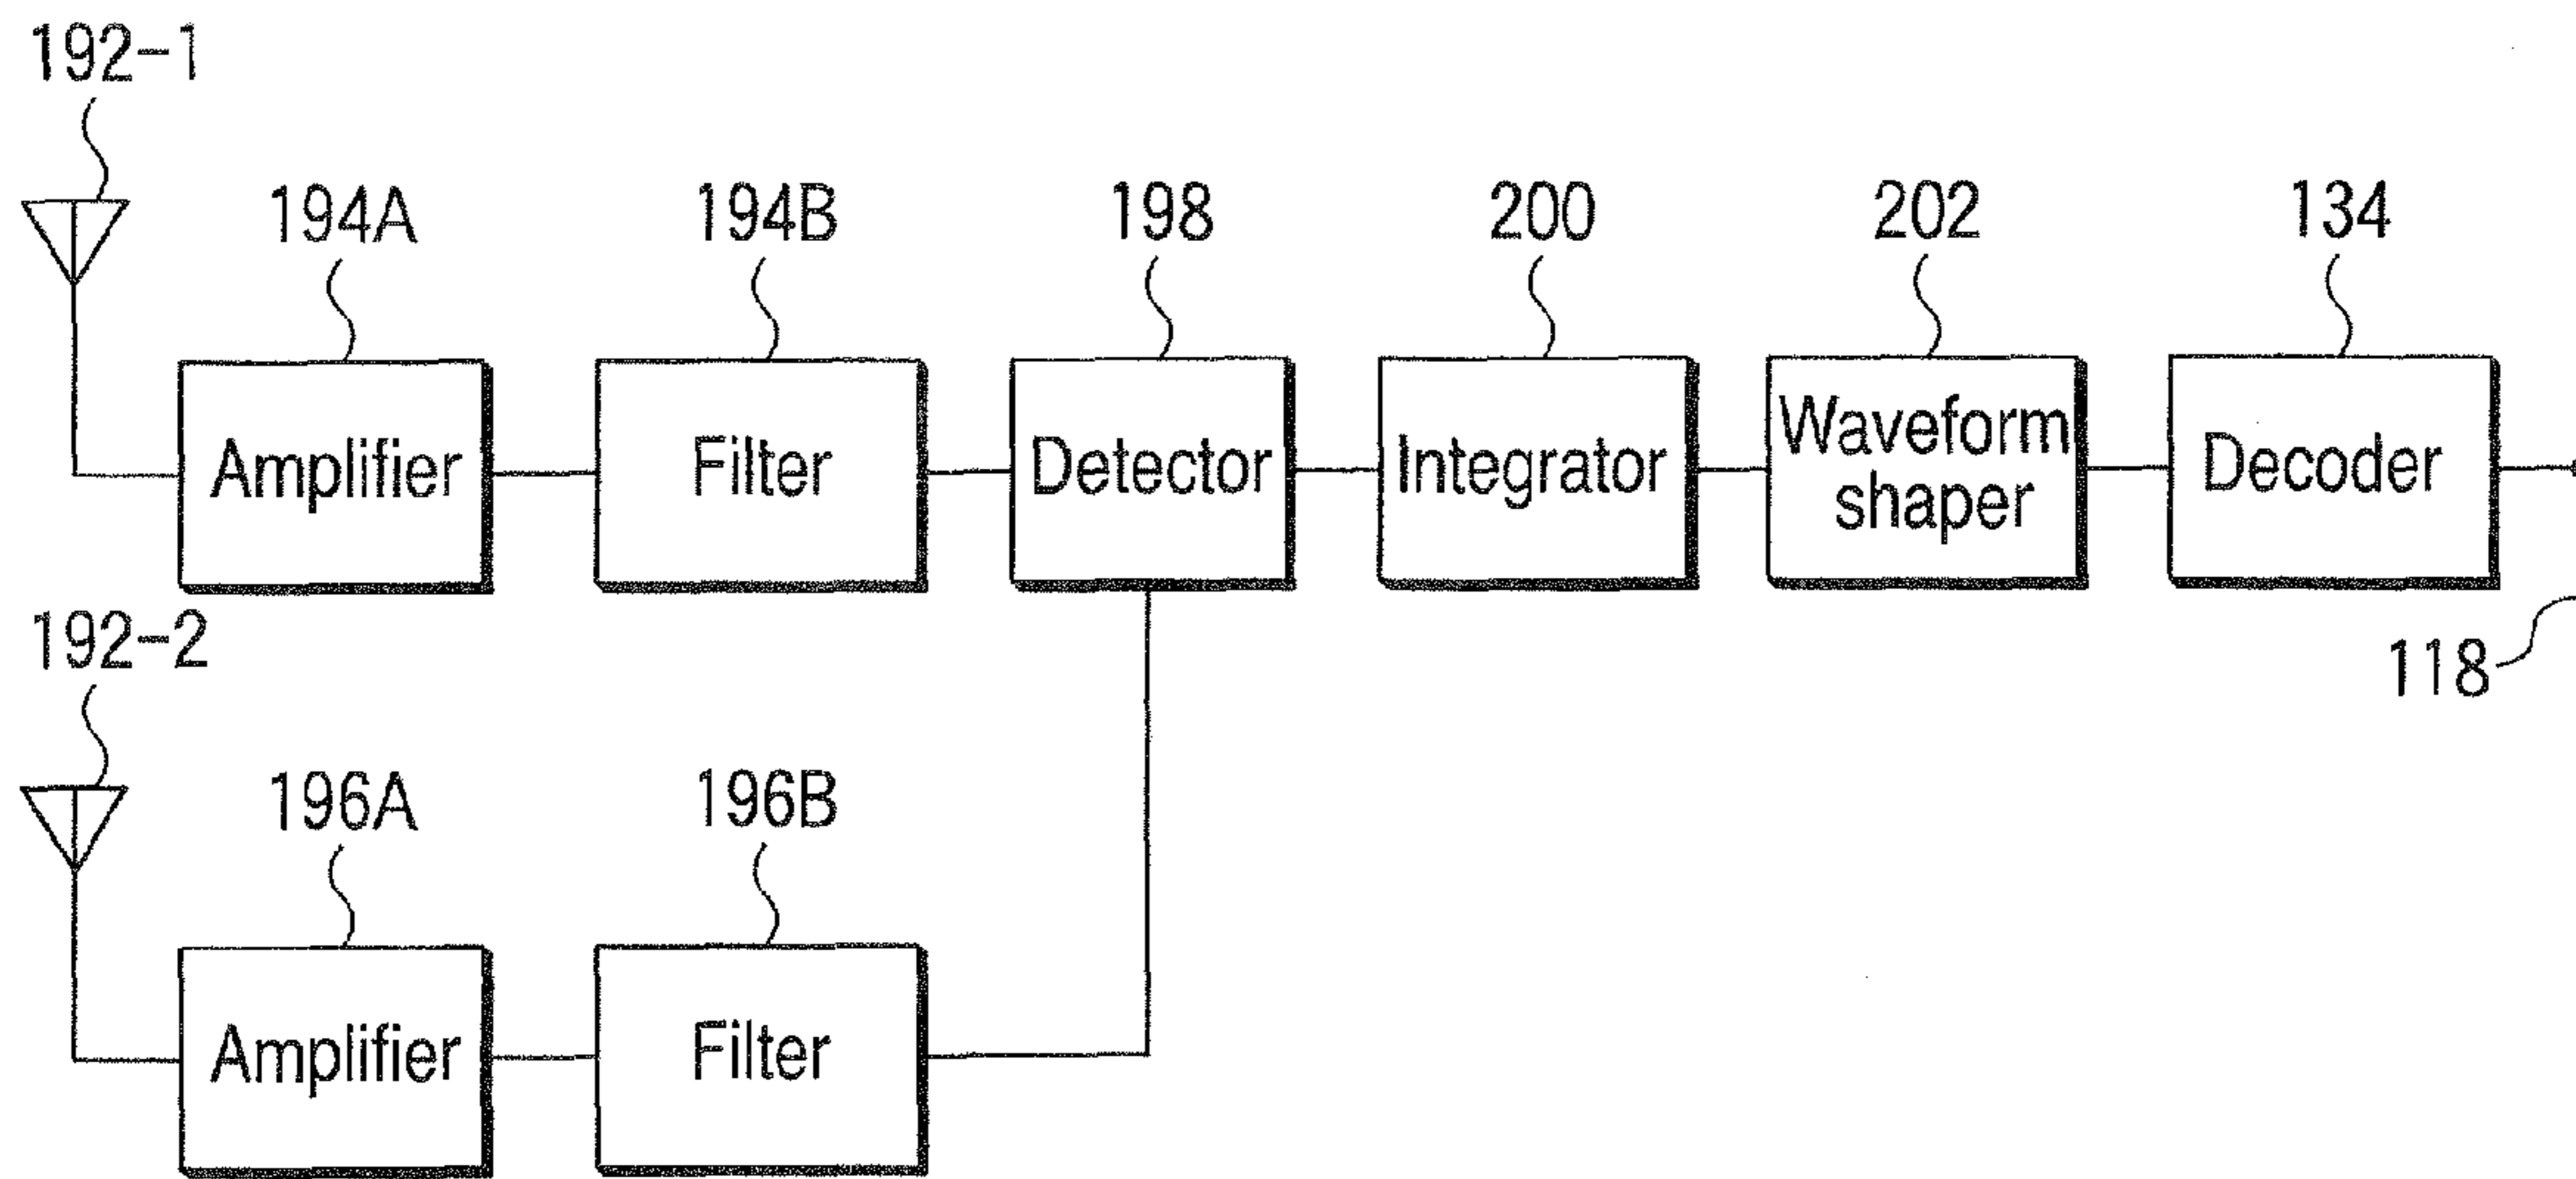 192-1
194A
194B
198
200
202
134
Amplifier
Filter
Detector
Integrator
Waveform
shaper
Decoder
118
192-2
196A
196B
Amplifier
Filter